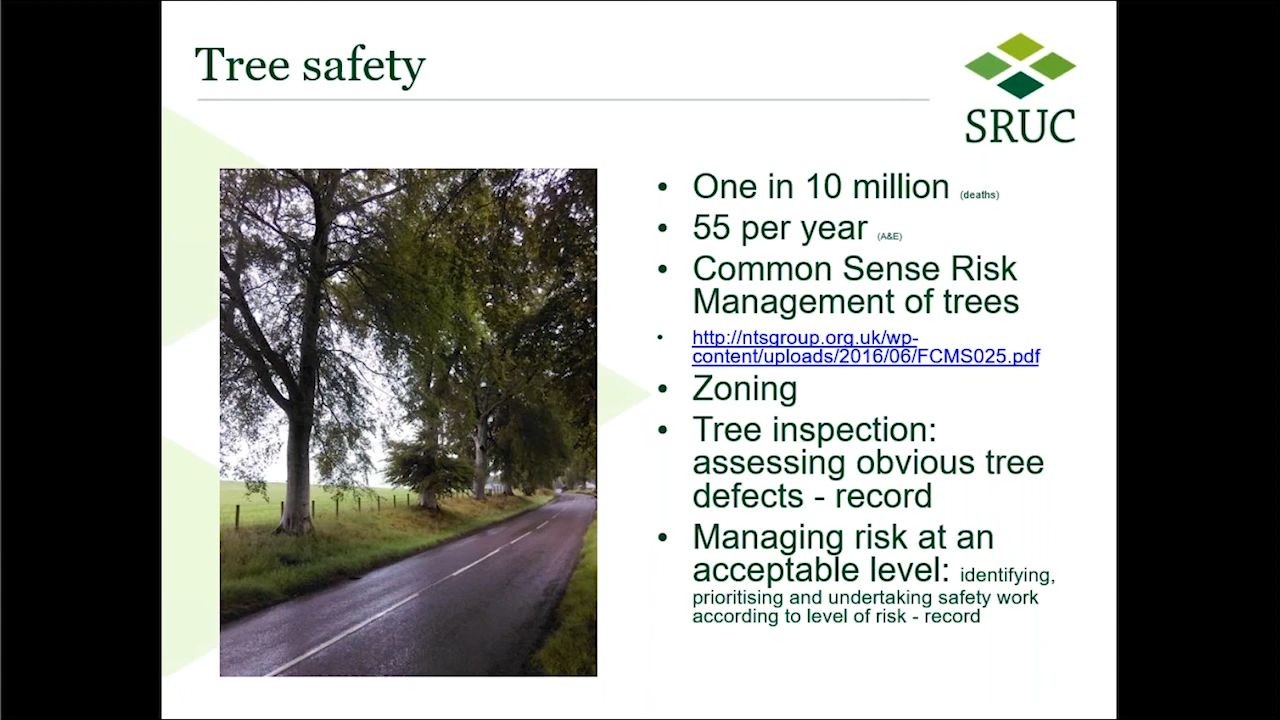 Tree safety
SRUC
• One in 10 million (deaths)
• 55 per year (A&E)
• Common Sense Risk
Management of trees
• http://ntsgroup.org.uk/wp-
content/uploads/2016/06/FCMS025.pdf
• Zoning
• Tree inspection:
assessing obvious tree
defects - record
• Managing risk at an
acceptable level: identifying,
prioritising and undertaking safety work
according to level of risk - record